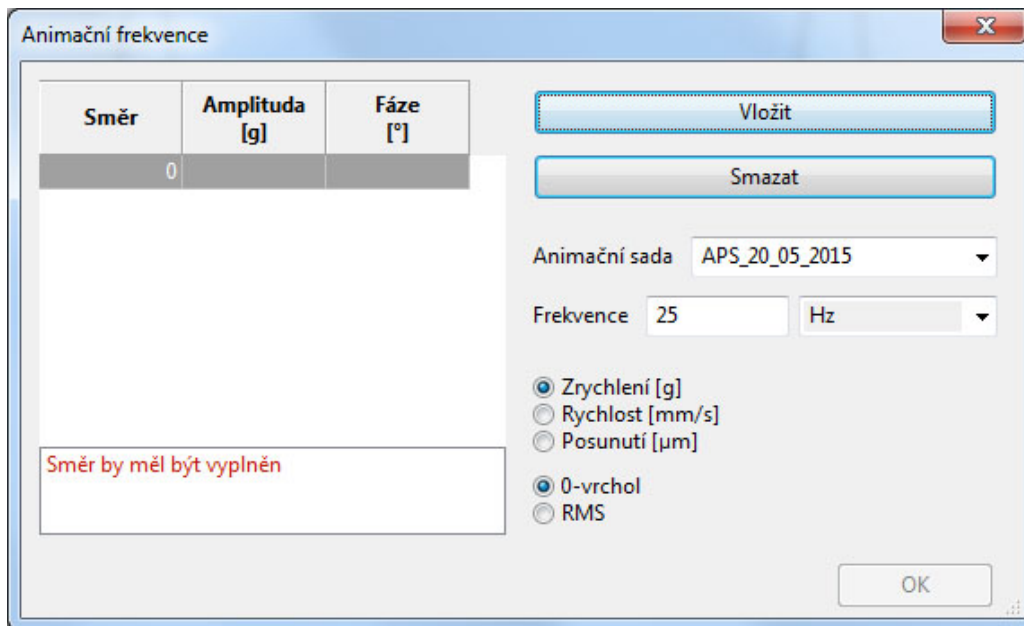 Animační frekvence
Směr
Amplituda
[g]
Fáze
[°]
0
Směr by měl být vyplněn
Vložit
Smazat
Animační sada APS_20_05_2015
Frekvence 25 Hz
Zrychlení [g]
Rychlost [mm/s]
Posunutí [µm]
0-vrchol
RMS
OK